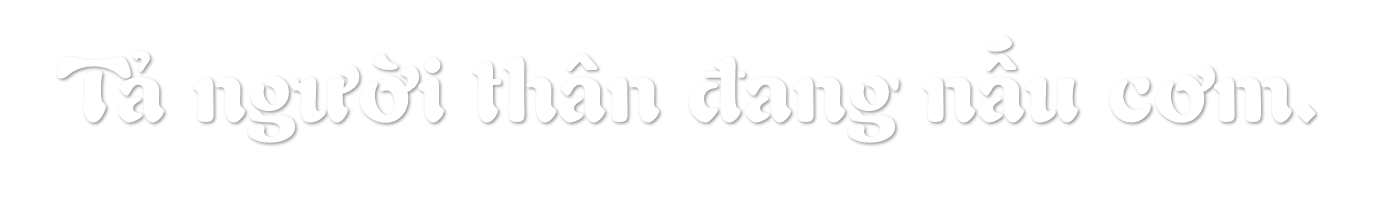 Tả người thân đang nấu cơm.